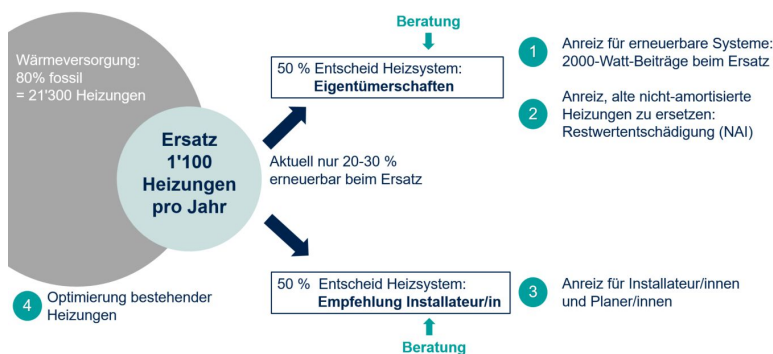 Wärmeversorgung:
80% fossil
= 21'300 Heizungen
Ersatz
1'100
Heizungen
pro Jahr
4
Optimierung bestehender
Heizungen
Beratung
50 % Entscheid Heizsystem:
Eigentümerschaften
Aktuell nur 20-30 %
erneuerbar beim Ersatz
50 % Entscheid Heizsystem:
Empfehlung Installateur/in
Beratung
1
Anreiz für erneuerbare Systeme:
2000-Watt-Beiträge beim Ersatz
2
Anreiz, alte nicht-amortisierte
Heizungen zu ersetzen:
Restwertentschädigung (NAI)
3
Anreiz für Installateur/innen
und Planer/innen